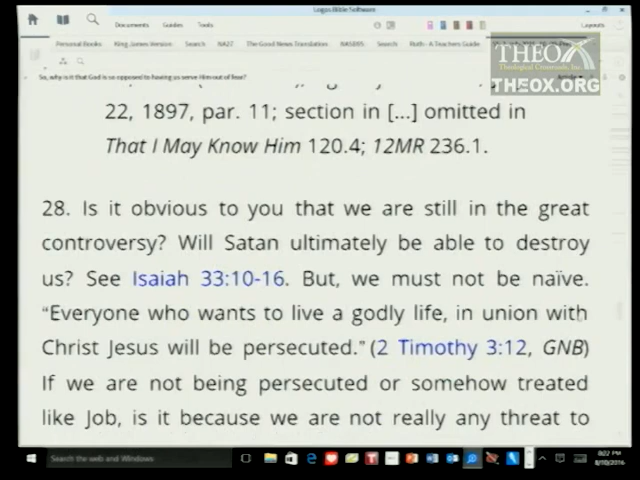 Logos Bible Software
Documents Guides Tools
Layouts
Personal Books King James Version Search NA27 The Good News Translation NASB95 Search Ruth - A Teachers Guide
THEOX
THEOX.ORG
So, why is it that God is so opposed to having us serve Him out of fear?
22, 1897, par. 11; section in [...] omitted in
That I May Know Him 120.4; 12MR 236.1.
28. Is it obvious to you that we are still in the great
controversy? Will Satan ultimately be able to destroy
us? See Isaiah 33:10-16. But, we must not be naïve.
“Everyone who wants to live a godly life, in union with
Christ Jesus will be persecuted.” (2 Timothy 3:12, GNB)
If we are not being persecuted or somehow treated
like Job, is it because we are not really any threat to
Search the web and Windows